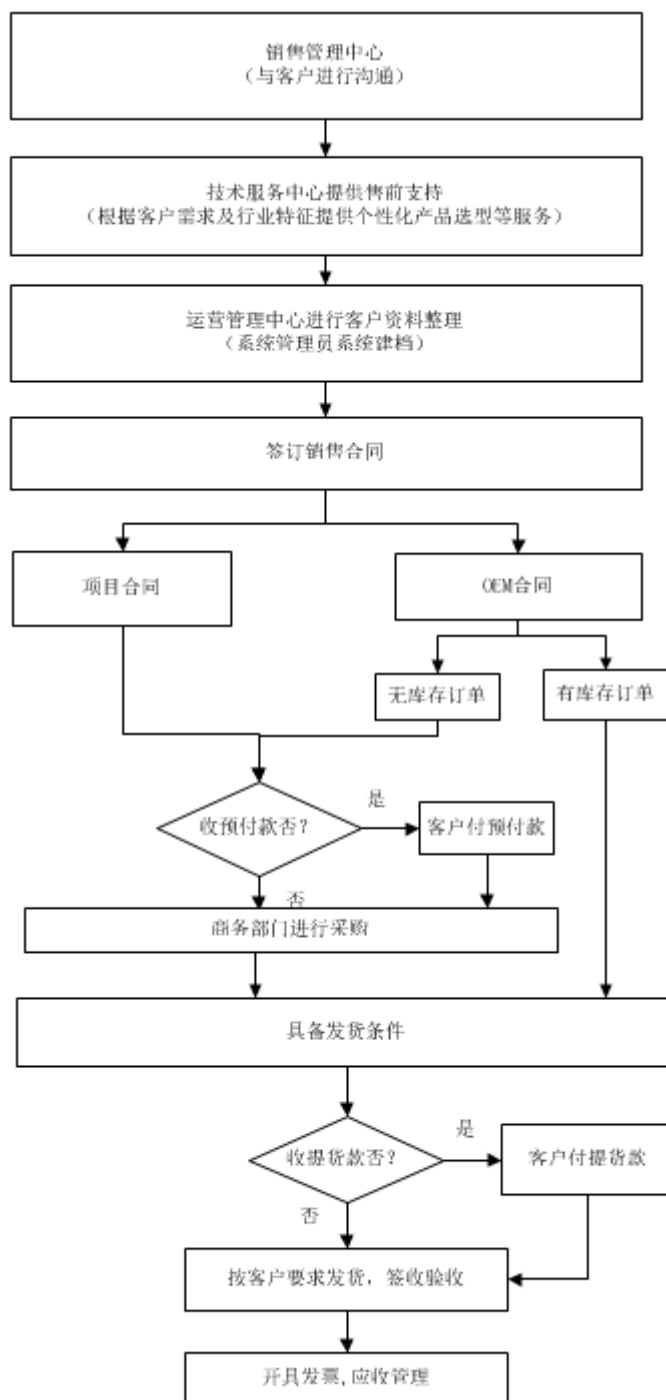 销售管理中心
（与客户进行沟通）
技术服务中心提供售前支持
（根据客户需求及行业特征提供个性化产品选型等服务）
运营管理中心进行客户资料整理
（系统管理员系统建档）
签订销售合同
项目合同
OEM合同
无库存订单
有库存订单
收预付款否？
是
客户付预付款
否
商务部门进行采购
具备发货条件
收提货款否？
是
客户付提货款
否
按客户要求发货，签收验收
开具发票,应收管理